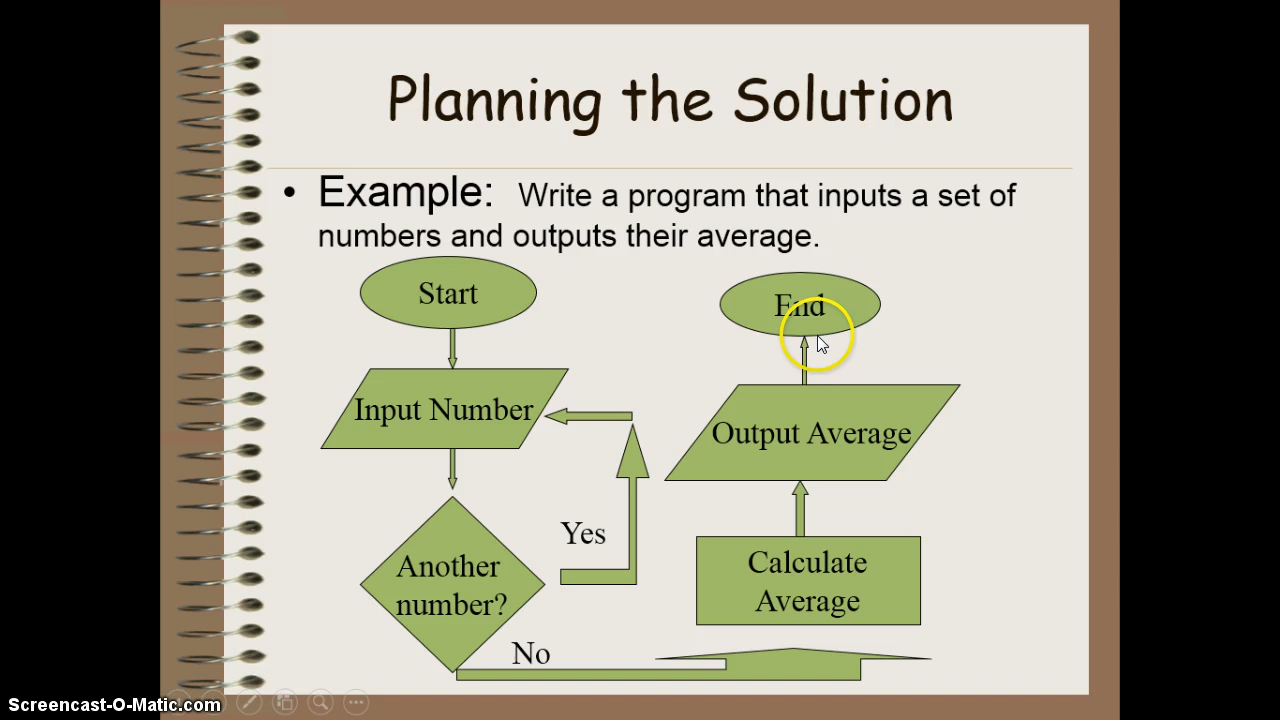 Planning the Solution
• Example: Write a program that inputs a set of
numbers and outputs their average.
Start
Input Number
Another
number?
Yes
No
Calculate
Average
Output Average
End
Screencast-O-Matic.com